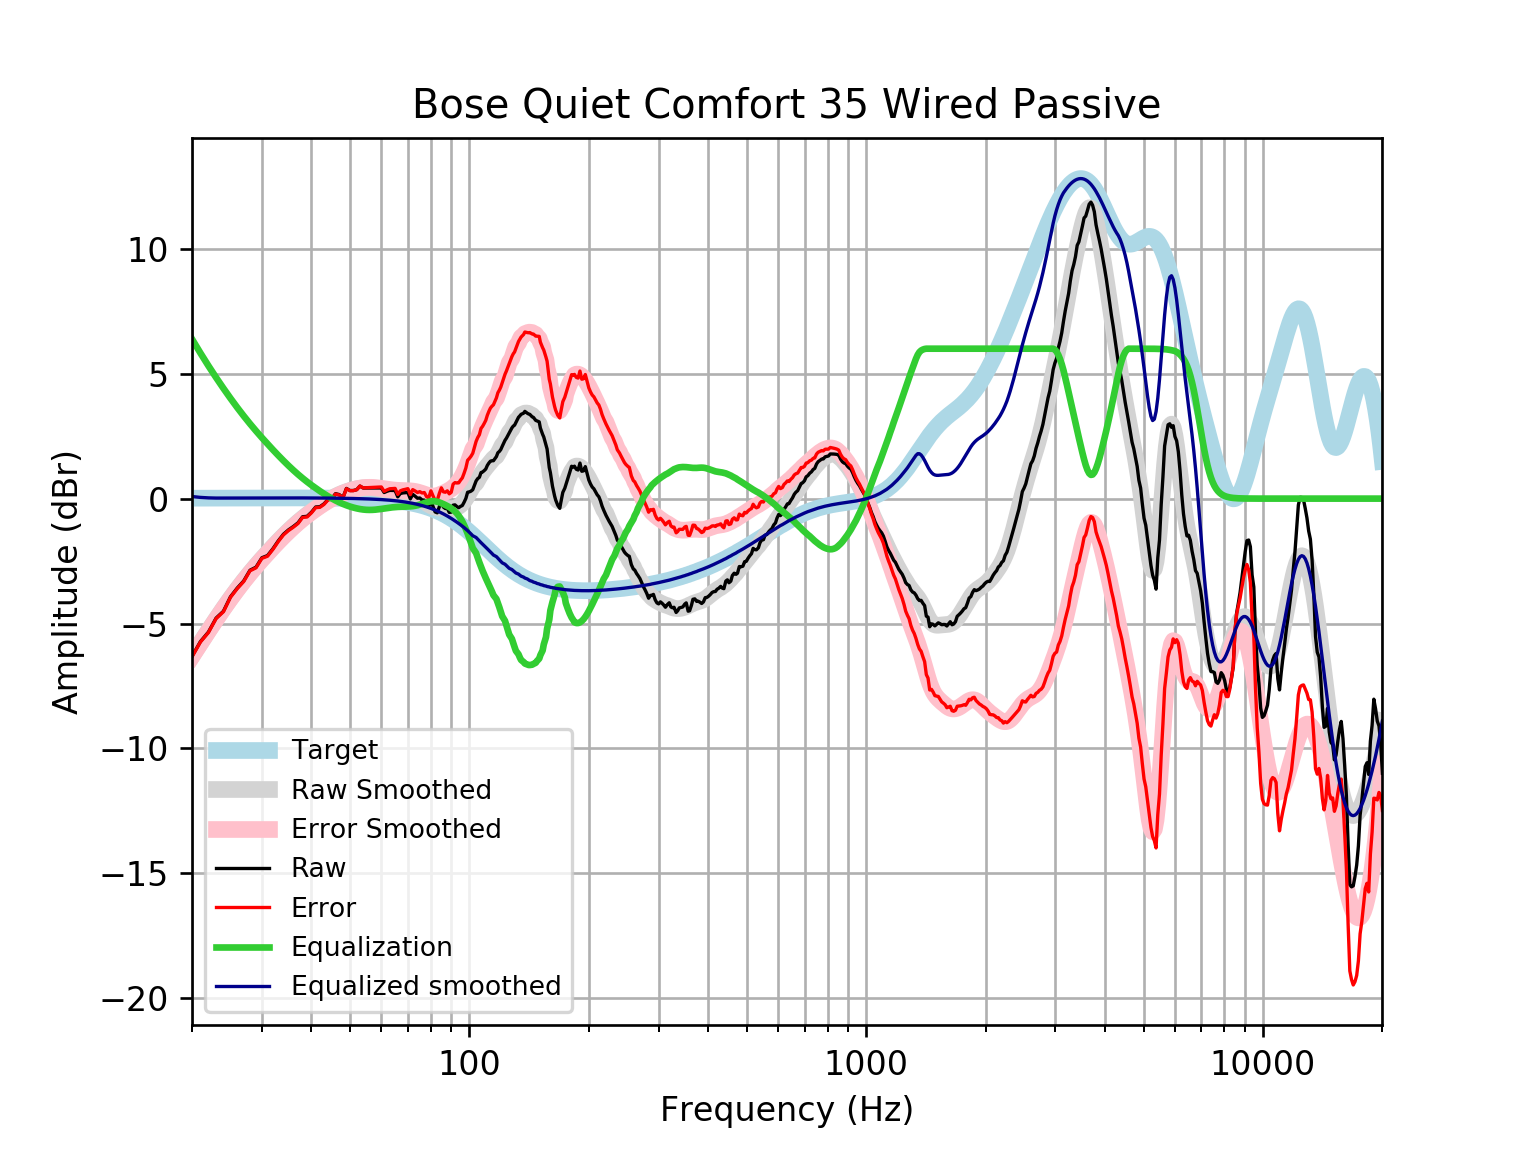 Bose Quiet Comfort 35 Wired Passive
Amplitude (dBr)
10
5
0
−5
−10
−15
−20
Target
Raw Smoothed
Error Smoothed
Raw
Error
Equalization
Equalized smoothed
100
1000
10000
Frequency (Hz)